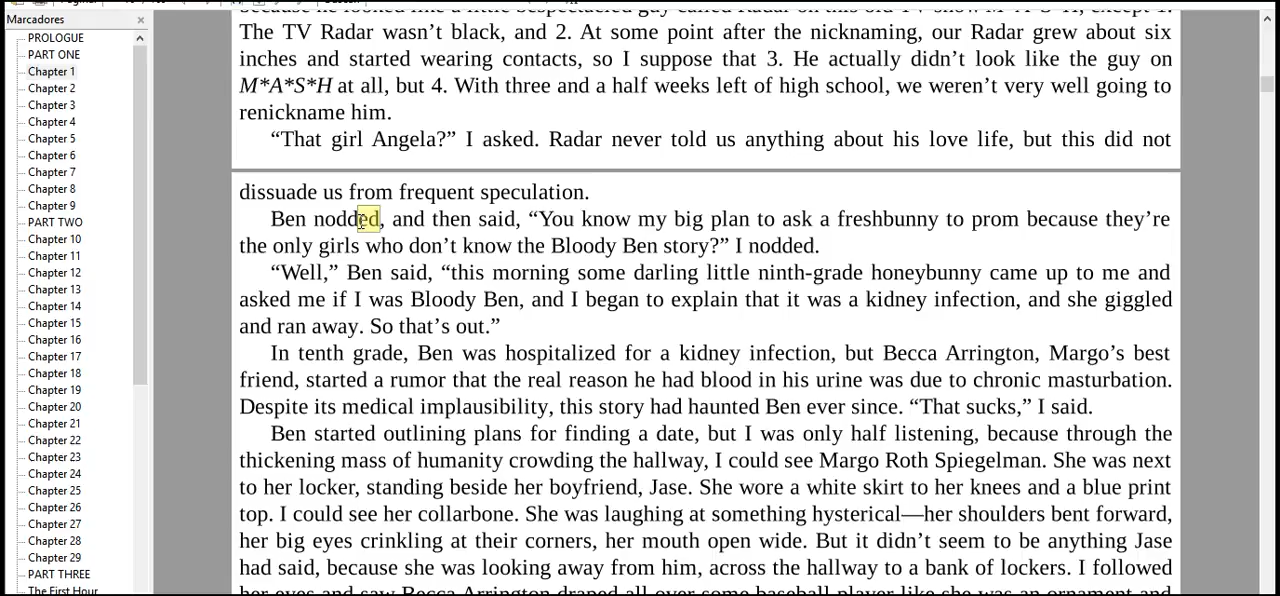 Marcadores
PROLOGUE
PART ONE
Chapter 1
Chapter 2
Chapter 3
Chapter 4
Chapter 5
Chapter 6
Chapter 7
Chapter 8
Chapter 9
PART TWO
Chapter 10
Chapter 11
Chapter 12
Chapter 13
Chapter 14
Chapter 15
Chapter 16
Chapter 17
Chapter 18
Chapter 19
Chapter 20
Chapter 21
Chapter 22
Chapter 23
Chapter 24
Chapter 25
Chapter 26
Chapter 27
Chapter 28
Chapter 29
PART THREE
The First Hour
The TV Radar wasn’t black, and 2. At some point after the nicknaming, our Radar grew about six
inches and started wearing contacts, so I suppose that 3. He actually didn’t look like the guy on
M*A*S*H at all, but 4. With three and a half weeks left of high school, we weren’t very well going to
renickname him.
“That girl Angela?” I asked. Radar never told us anything about his love life, but this did not
dissuade us from frequent speculation.
Ben nodded, and then said, “You know my big plan to ask a freshbunny to prom because they’re
the only girls who don’t know the Bloody Ben story?” I nodded.
“Well,” Ben said, “this morning some darling little ninth-grade honeybunny came up to me and
asked me if I was Bloody Ben, and I began to explain that it was a kidney infection, and she giggled
and ran away. So that’s out.”
In tenth grade, Ben was hospitalized for a kidney infection, but Becca Arrington, Margo’s best
friend, started a rumor that the real reason he had blood in his urine was due to chronic masturbation.
Despite its medical implausibility, this story had haunted Ben ever since. “That sucks,” I said.
Ben started outlining plans for finding a date, but I was only half listening, because through the
thickening mass of humanity crowding the hallway, I could see Margo Roth Spiegelman. She was next
to her locker, standing beside her boyfriend, Jase. She wore a white skirt to her knees and a blue print
top. I could see her collarbone. She was laughing at something hysterical—her shoulders bent forward,
her big eyes crinkling at their corners, her mouth open wide. But it didn’t seem to be anything Jase
had said, because she was looking away from him, across the hallway to a bank of lockers. I followed
her eyes and saw Becca Arrington draped all over some baseball player like she was an ornament and